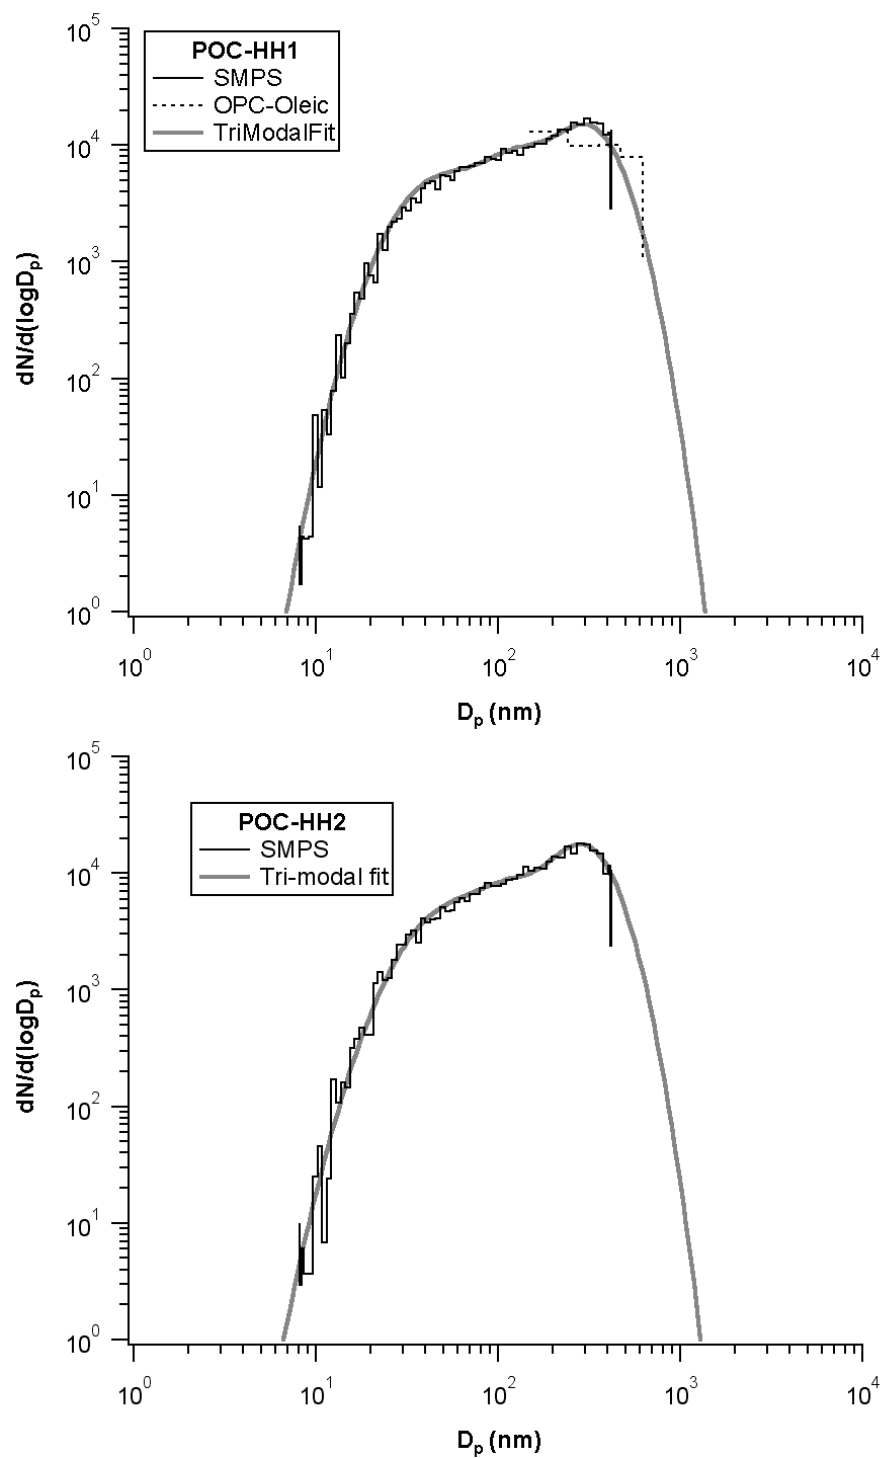 10^5
POC-HH1
SMPS
OPC-Oleic
TriModalFit
10^4
10^3
10^2
10^1
10^0
dN/d(logD_p)
10^0 10^1 10^2 10^3 10^4
D_p (nm)
10^5
POC-HH2
SMPS
Tri-modal fit
10^4
10^3
10^2
10^1
10^0
dN/d(logD_p)
10^0 10^1 10^2 10^3 10^4
D_p (nm)